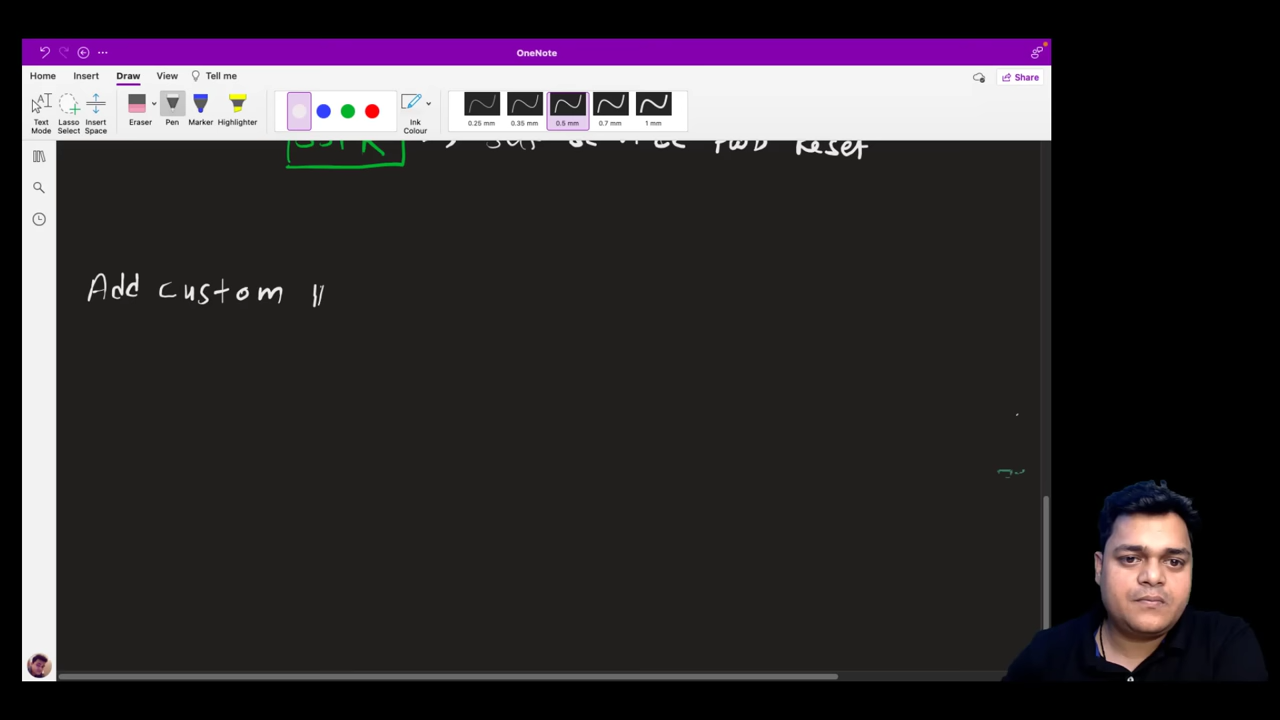 OneNote
Home Insert Draw View Tell me
Share
Text Mode
Lasso Select
Insert Space
Eraser
Pen
Marker
Highlighter
Ink Colour
0.25 mm 0.35 mm 0.5 mm 0.7 mm 1 mm
Reset
Add custom